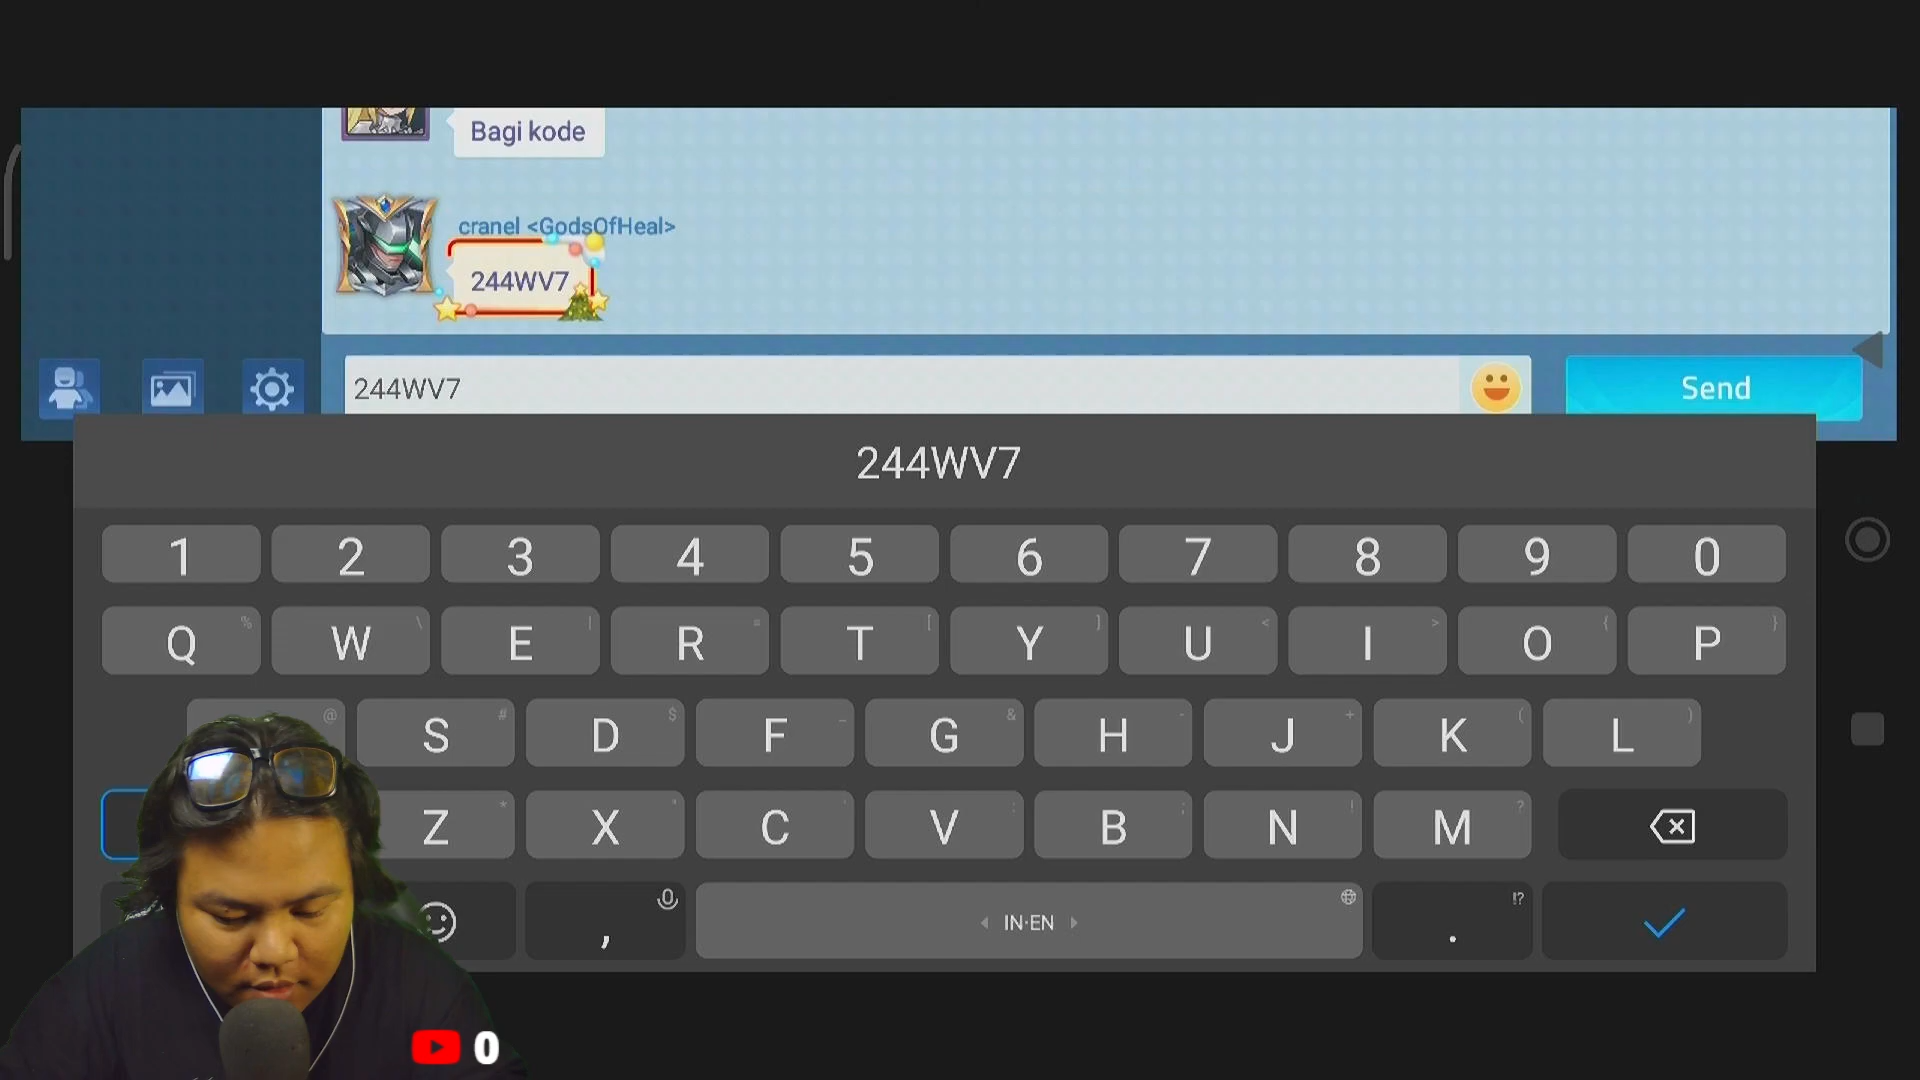 Bagi kode
cranel <GodsOfHeal>
244WV7
244WV7
Send
244WV7
1 2 3 4 5 6 7 8 9 0
Q % W \ E | R = T [ Y ] U < I > O { P }
@ S # D $ F _ G & H - J + K ( L )
Z * X " C ' V : B ; N ! M ?
, IN·EN . !?
0